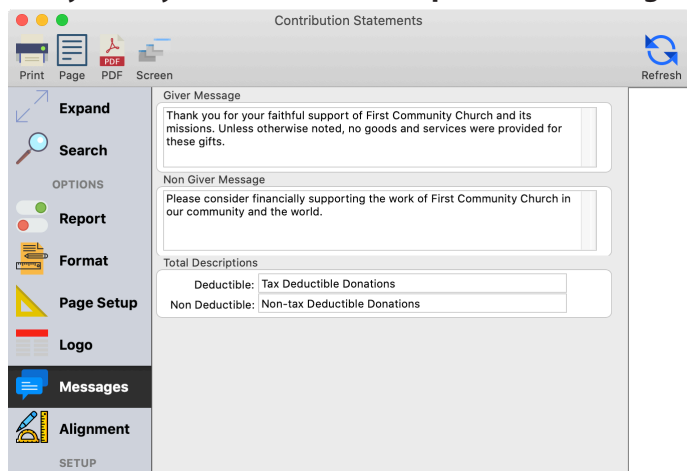 Contribution Statements
Print Page PDF Screen Refresh
PDF
Expand
Search
OPTIONS
Report
Format
Page Setup
Logo
Messages
Alignment
SETUP
Giver Message
Thank you for your faithful support of First Community Church and its
missions. Unless otherwise noted, no goods and services were provided for
these gifts.
Non Giver Message
Please consider financially supporting the work of First Community Church in
our community and the world.
Total Descriptions
Deductible: Tax Deductible Donations
Non Deductible: Non-tax Deductible Donations